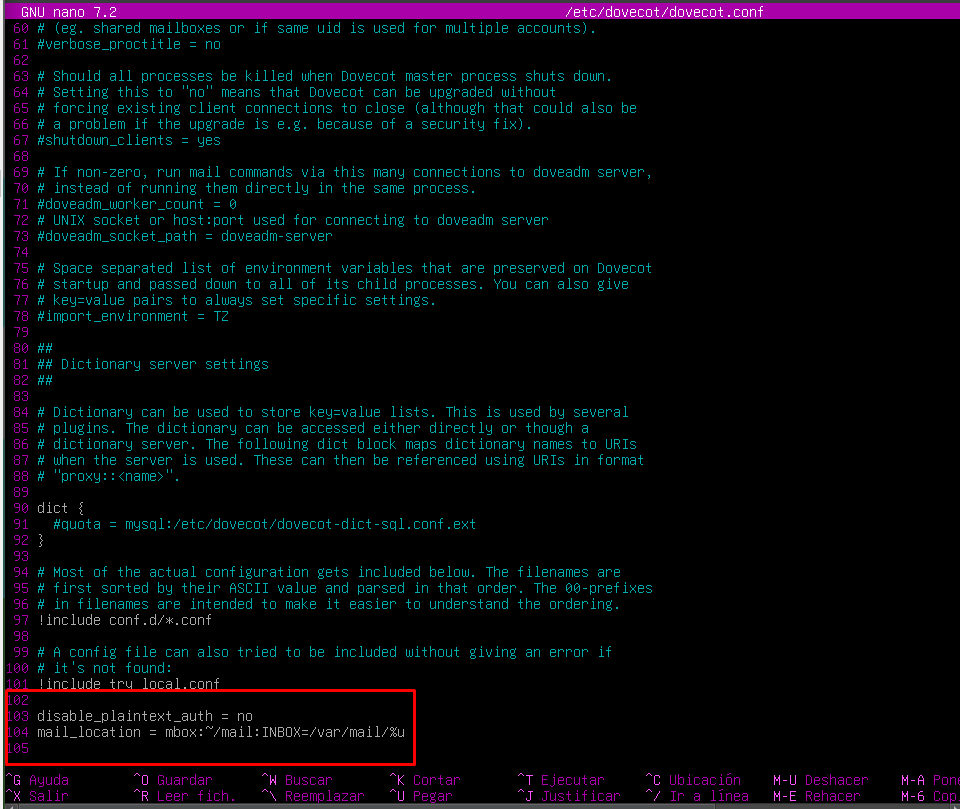 GNU nano 7.2 /etc/dovecot/dovecot.conf
60 # (eg. shared mailboxes or if same uid is used for multiple accounts).
61 #verbose_proctitle = no
62
63 # Should all processes be killed when Dovecot master process shuts down.
64 # Setting this to "no" means that Dovecot can be upgraded without
65 # forcing existing client connections to close (although that could also be
66 # a problem if the upgrade is e.g. because of a security fix).
67 #shutdown_clients = yes
68
69 # If non-zero, run mail commands via this many connections to doveadm server,
70 # instead of running them directly in the same process.
71 #doveadm_worker_count = 0
72 # UNIX socket or host:port used for connecting to doveadm server
73 #doveadm_socket_path = doveadm-server
74
75 # Space separated list of environment variables that are preserved on Dovecot
76 # startup and passed down to all of its child processes. You can also give
77 # key=value pairs to always set specific settings.
78 #import_environment = TZ
79
80 ##
81 ## Dictionary server settings
82 ##
83
84 # Dictionary can be used to store key=value lists. This is used by several
85 # plugins. The dictionary can be accessed either directly or though a
86 # dictionary server. The following dict block maps dictionary names to URIs
87 # when the server is used. These can then be referenced using URIs in format
88 # "proxy::<name>".
89
90 dict {
91   #quota = mysql:/etc/dovecot/dovecot-dict-sql.conf.ext
92 }
93
94 # Most of the actual configuration gets included below. The filenames are
95 # first sorted by their ASCII value and parsed in that order. The 00-prefixes
96 # in filenames are intended to make it easier to understand the ordering.
97 !include conf.d/*.conf
98
99 # A config file can also tried to be included without giving an error if
100 # it's not found:
101 !include_try local.conf
102
103 disable_plaintext_auth = no
104 mail_location = mbox:~/mail:INBOX=/var/mail/%u
105
^G Ayuda ^O Guardar ^W Buscar ^K Cortar ^T Ejecutar ^C Ubicación M-U Deshacer M-A Pone
^X Salir ^R Leer fich. ^\ Reemplazar ^U Pegar ^J Justificar ^/ Ir a línea M-E Rehacer M-6 Cop